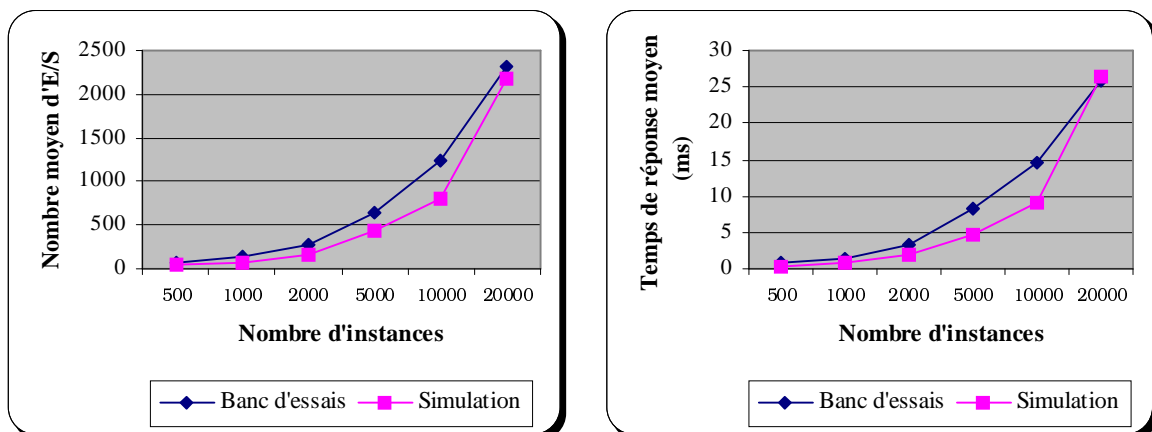 Nombre moyen d'E/S
2500
2000
1500
1000
500
0
500 1000 2000 5000 10000 20000
Nombre d'instances
Banc d'essais Simulation
Temps de réponse moyen
(ms)
30
25
20
15
10
5
0
500 1000 2000 5000 10000 20000
Nombre d'instances
Banc d'essais Simulation